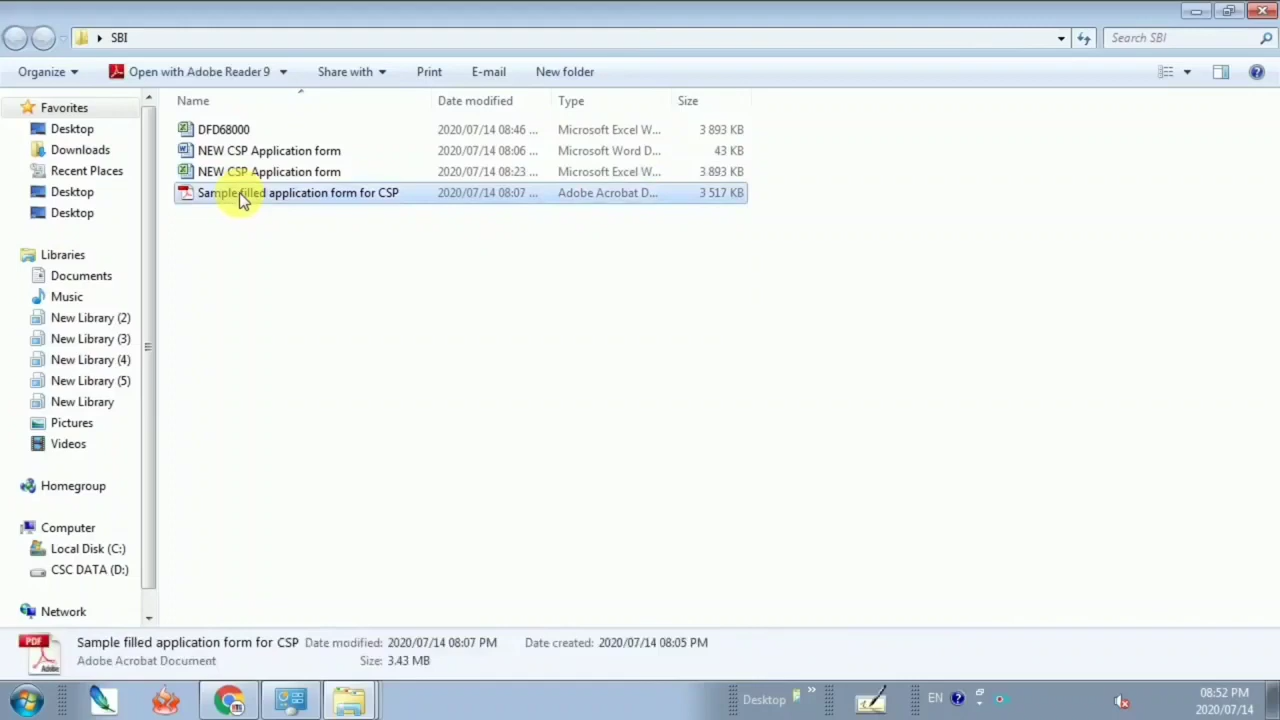 SBI
Search SBI
Organize
Open with Adobe Reader 9
Share with
Print
E-mail
New folder
Name
Date modified
Type
Size
DFD68000 2020/07/14 08:46 ... Microsoft Excel W... 3 893 KB
NEW CSP Application form 2020/07/14 08:06 ... Microsoft Word D... 43 KB
NEW CSP Application form 2020/07/14 08:23 ... Microsoft Excel W... 3 893 KB
Sample filled application form for CSP 2020/07/14 08:07 ... Adobe Acrobat D... 3 517 KB
Favorites
Desktop
Downloads
Recent Places
Desktop
Desktop
Libraries
Documents
Music
New Library (2)
New Library (3)
New Library (4)
New Library (5)
New Library
Pictures
Videos
Homegroup
Computer
Local Disk (C:)
CSC DATA (D:)
Network
PDF
Adobe
Sample filled application form for CSP Date modified: 2020/07/14 08:07 PM Date created: 2020/07/14 08:05 PM
Adobe Acrobat Document Size: 3.43 MB
Desktop
EN
08:52 PM
2020/07/14